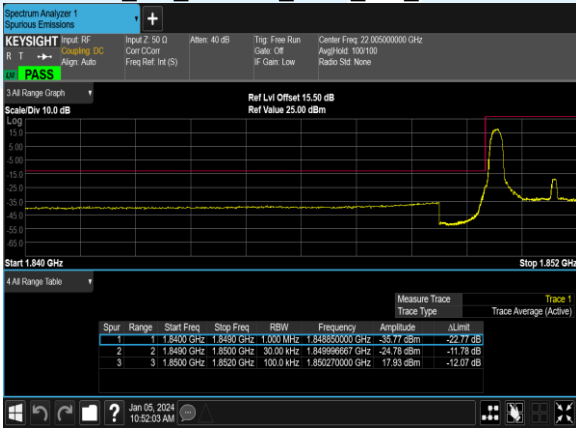 Spectrum Analyzer 1
Spurious Emissions
KEYSIGHT Input: RF Input Z: 50 Ω Atten: 40 dB Trig: Free Run Center Freq: 22.005000000 GHz
R T Coupling: DC Corr CCorr Gate: Off Avg|Hold: 100/100
Align: Auto Freq Ref: Int (S) IF Gain: Low Radio Std: None
LXI PASS
3 All Range Graph
Ref Lvl Offset 15.50 dB
Scale/Div 10.0 dB Ref Value 25.00 dBm
Log
15.0
5.00
-5.00
-15.0
-25.0
-35.0
-45.0
-55.0
-65.0
Start 1.840 GHz Stop 1.852 GHz
4 All Range Table
Measure Trace Trace 1
Trace Type Trace Average (Active)
Spur Range Start Freq Stop Freq RBW Frequency Amplitude ΔLimit
1 1 1.8400 GHz 1.8490 GHz 1.000 MHz 1.848850000 GHz -35.77 dBm -22.77 dB
2 2 1.8490 GHz 1.8500 GHz 30.00 kHz 1.849996667 GHz -24.78 dBm -11.78 dB
3 3 1.8500 GHz 1.8520 GHz 100.0 kHz 1.850270000 GHz 17.93 dBm -12.07 dB
Jan 05, 2024
10:52:03 AM